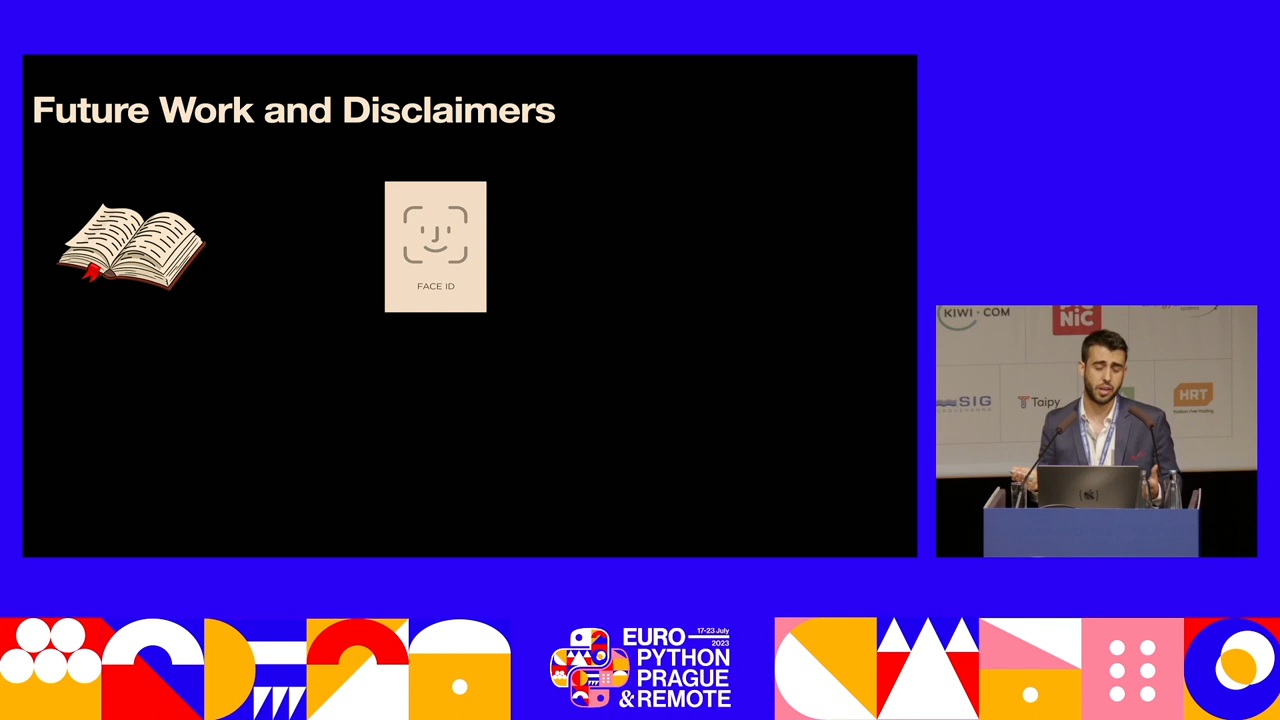 Future Work and Disclaimers
FACE ID
KIWI.COM
NiC
SIG
Taipy
HRT
EURO
17-23 July
2023
PYTHON
PRAGUE
& REMOTE